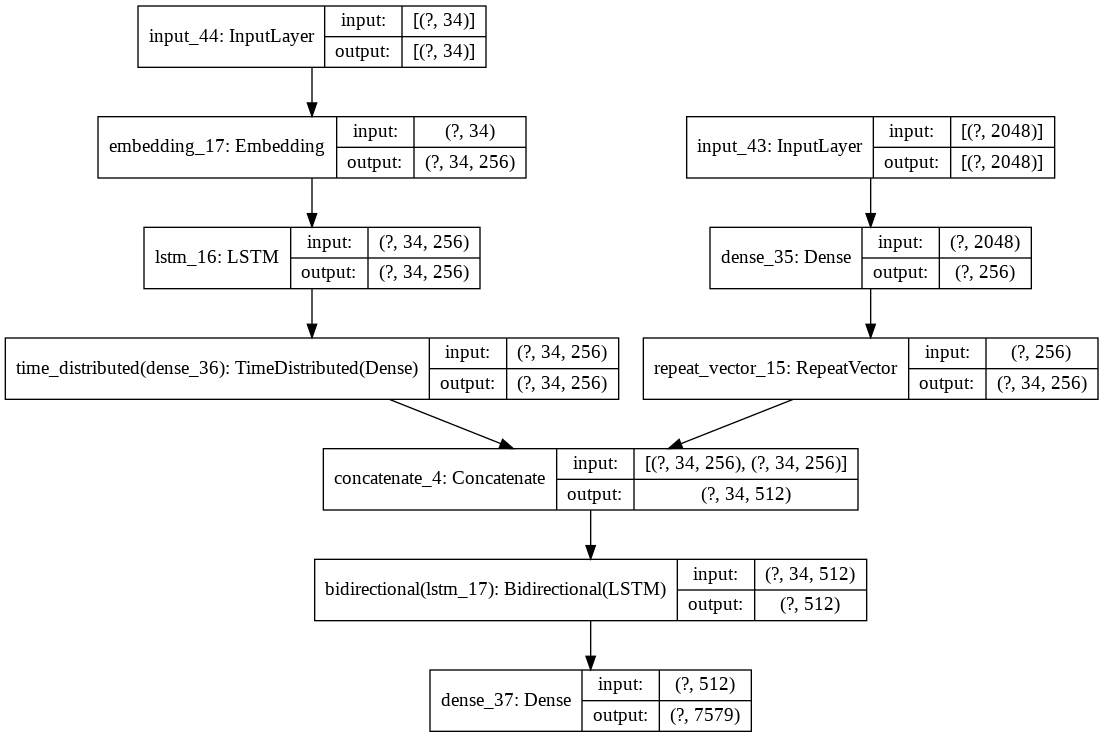 input_44: InputLayer
input: [(?, 34)]
output: [(?, 34)]
embedding_17: Embedding
input: (?, 34)
output: (?, 34, 256)
input_43: InputLayer
input: [(?, 2048)]
output: [(?, 2048)]
lstm_16: LSTM
input: (?, 34, 256)
output: (?, 34, 256)
dense_35: Dense
input: (?, 2048)
output: (?, 256)
time_distributed(dense_36): TimeDistributed(Dense)
input: (?, 34, 256)
output: (?, 34, 256)
repeat_vector_15: RepeatVector
input: (?, 256)
output: (?, 34, 256)
concatenate_4: Concatenate
input: [(?, 34, 256), (?, 34, 256)]
output: (?, 34, 512)
bidirectional(lstm_17): Bidirectional(LSTM)
input: (?, 34, 512)
output: (?, 512)
dense_37: Dense
input: (?, 512)
output: (?, 7579)